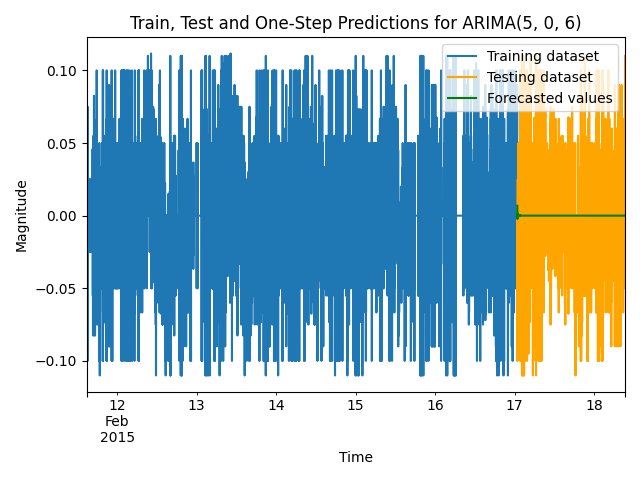 Train, Test and One-Step Predictions for ARIMA(5, 0, 6)
Training dataset
Testing dataset
Forecasted values
0.10
0.05
0.00
−0.05
−0.10
Magnitude
12
13
14
15
16
17
18
Feb
2015
Time